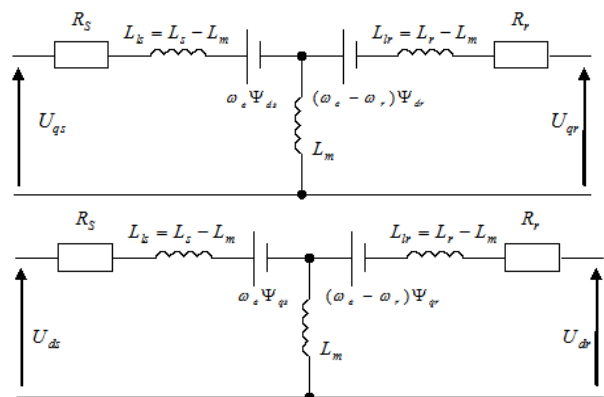 R_S L_ls = L_s − L_m L_lr = L_r − L_m R_r
ω_e Ψ_ds (ω_e − ω_r)Ψ_dr
U_qs L_m U_qr
R_S L_ls = L_s − L_m L_lr = L_r − L_m R_r
ω_e Ψ_qs (ω_e − ω_r)Ψ_qr
U_ds L_m U_dr